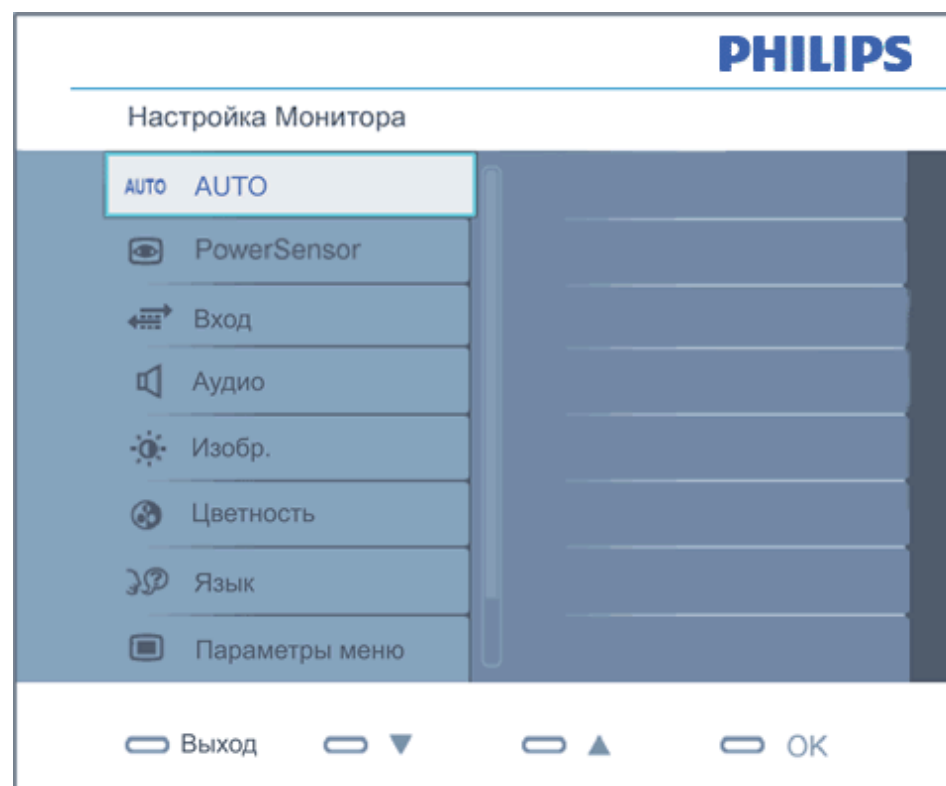 PHILIPS
Настройка Монитора
AUTO AUTO
PowerSensor
Вход
Аудио
Изобр.
Цветность
Язык
Параметры меню
Выход ▼ ▲ OK